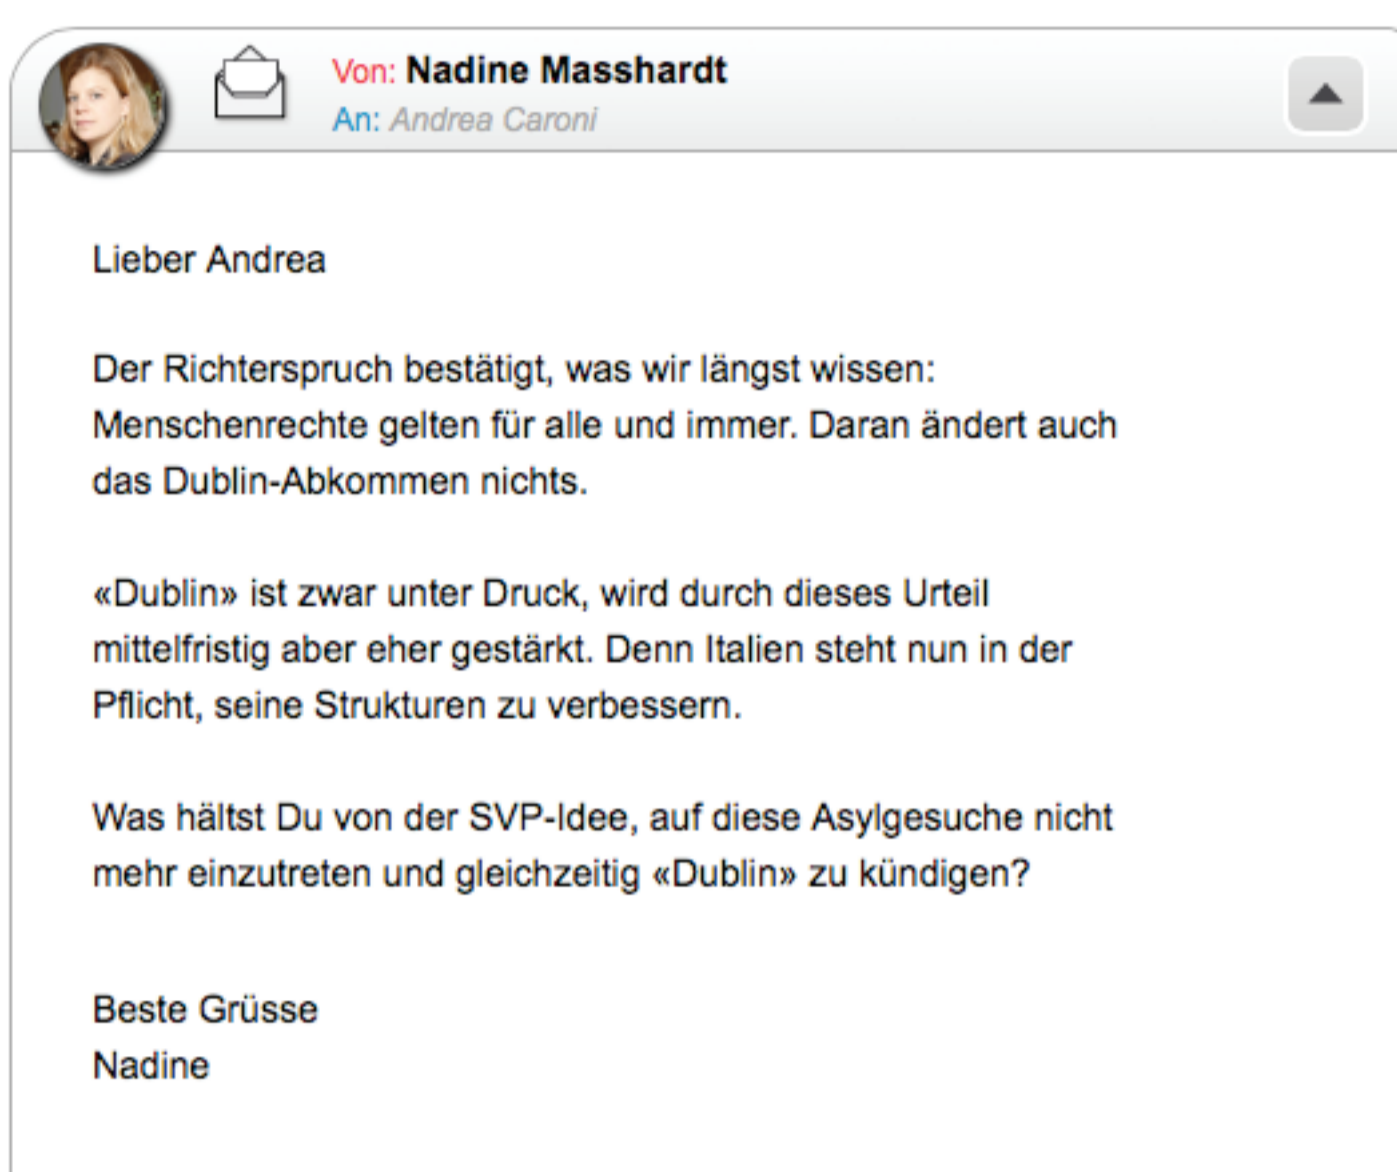 Von: Nadine Masshardt
An: Andrea Caroni
Lieber Andrea
Der Richterspruch bestätigt, was wir längst wissen:
Menschenrechte gelten für alle und immer. Daran ändert auch
das Dublin-Abkommen nichts.
«Dublin» ist zwar unter Druck, wird durch dieses Urteil
mittelfristig aber eher gestärkt. Denn Italien steht nun in der
Pflicht, seine Strukturen zu verbessern.
Was hältst Du von der SVP-Idee, auf diese Asylgesuche nicht
mehr einzutreten und gleichzeitig «Dublin» zu kündigen?
Beste Grüsse
Nadine